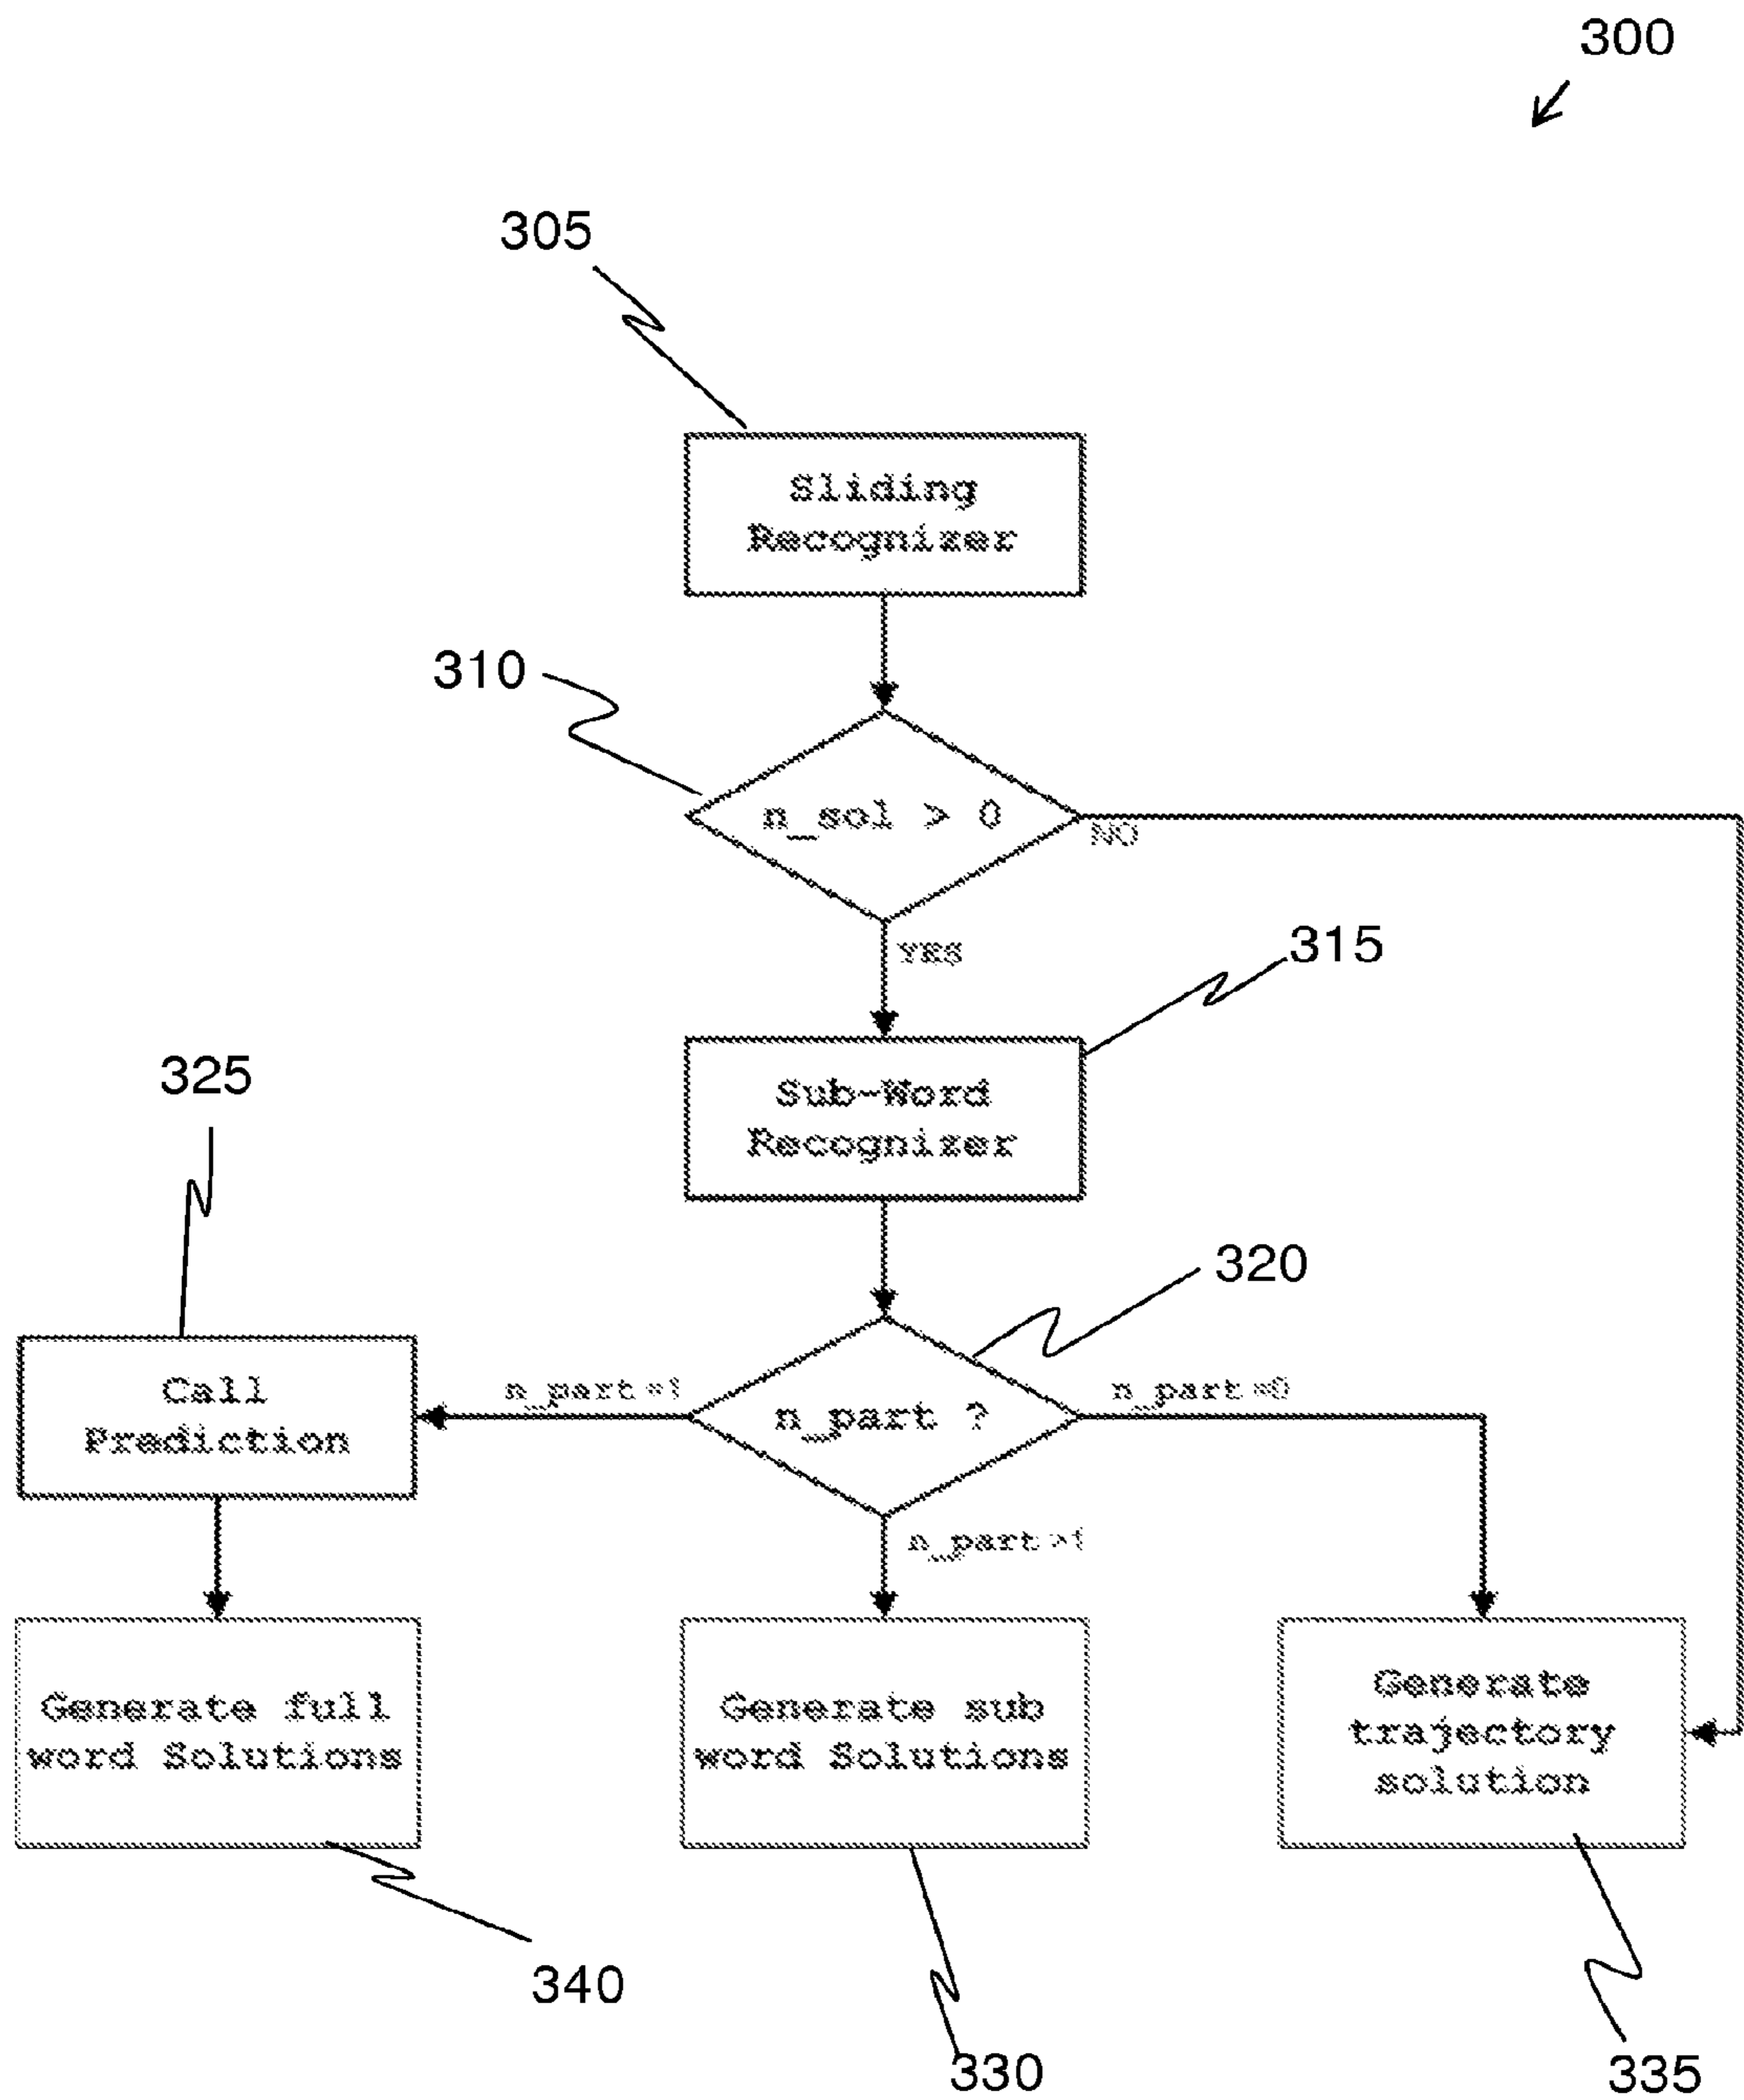 300
305
Sliding
Recognizer
310
n_sol > 0
NO
YES
315
Sub-Word
Recognizer
325
320
Call
Prediction
n_part=1
n_part ?
n_part=0
n_part>1
Generate full
word Solutions
Generate sub
word Solutions
Generate
trajectory
solution
340
330
335